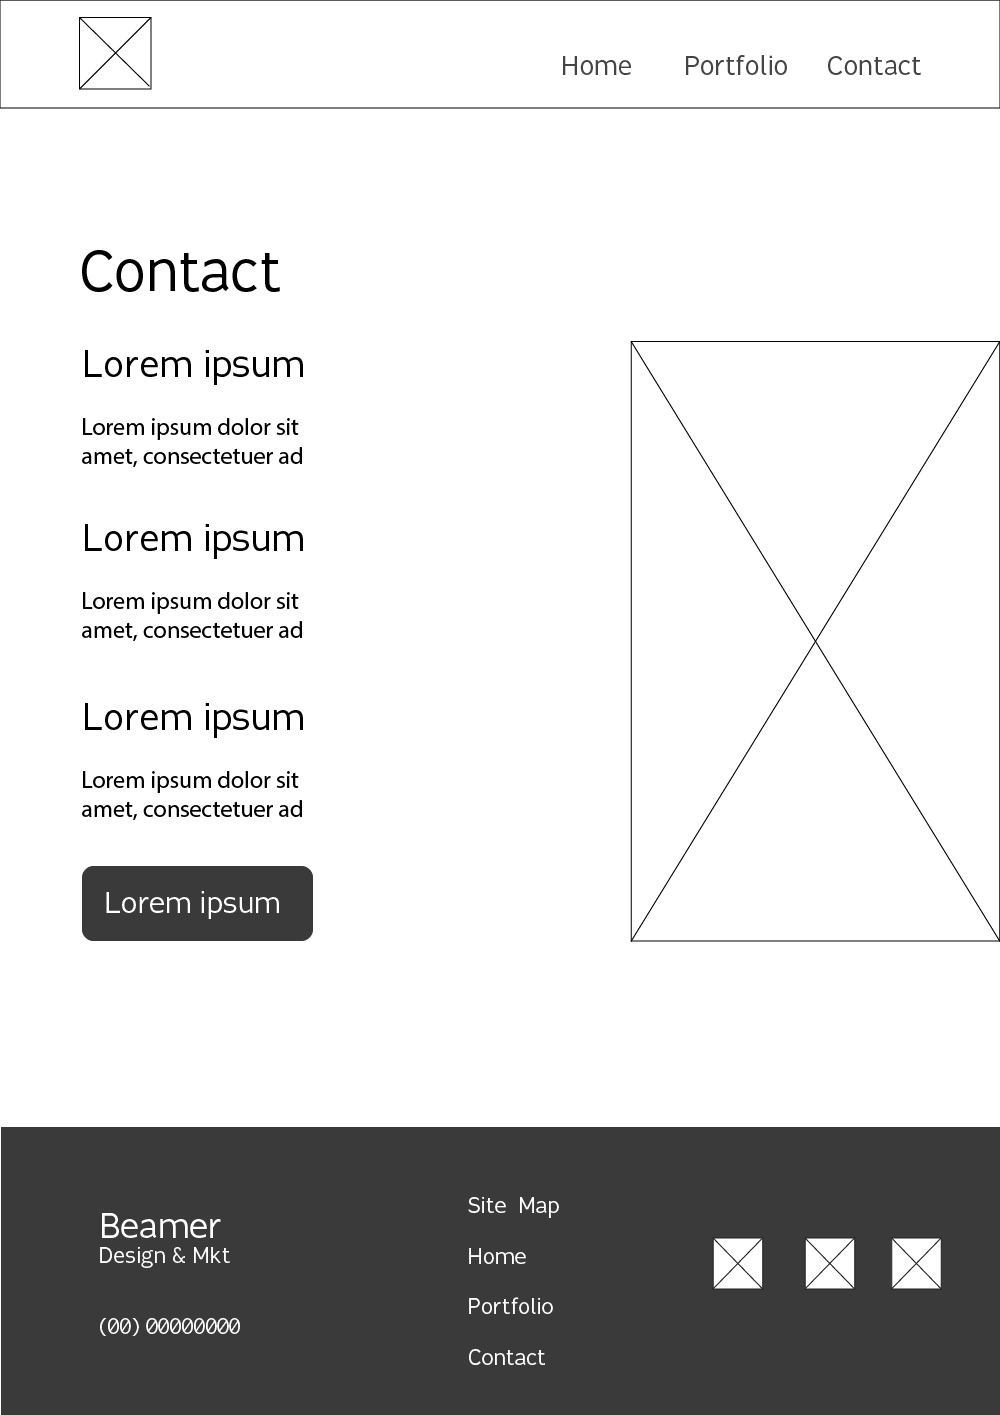 Home Portfolio Contact
Contact
Lorem ipsum
Lorem ipsum dolor sit
amet, consectetuer ad
Lorem ipsum
Lorem ipsum dolor sit
amet, consectetuer ad
Lorem ipsum
Lorem ipsum dolor sit
amet, consectetuer ad
Lorem ipsum
Beamer
Design & Mkt
(00) 00000000
Site Map
Home
Portfolio
Contact